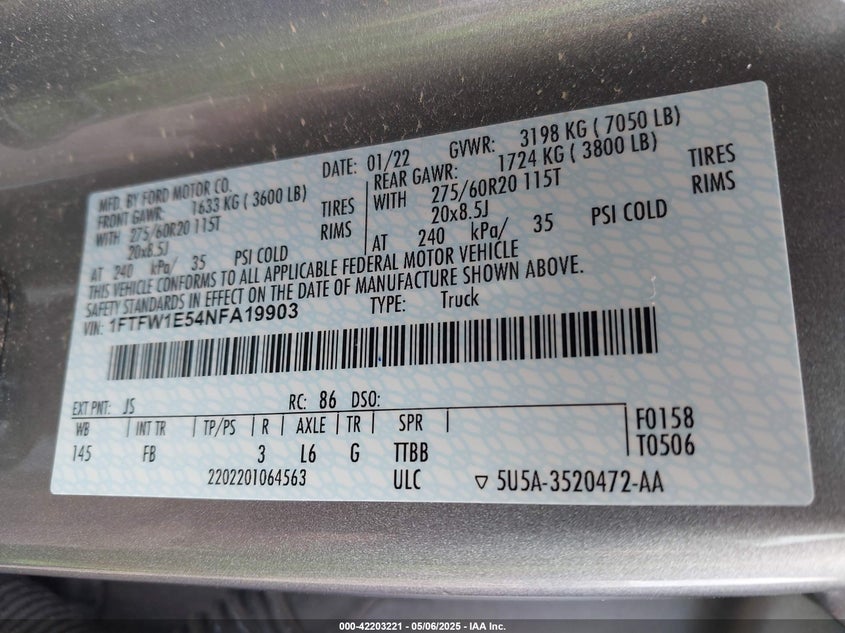 MFD. BY FORD MOTOR CO. DATE: 01/22 GVWR: 3198 KG ( 7050 LB)
FRONT GAWR: 1633 KG ( 3600 LB) REAR GAWR: 1724 KG ( 3800 LB)
WITH 275/60R20 115T TIRES WITH 275/60R20 115T TIRES
20x8.5J RIMS 20x8.5J RIMS
AT 240 kPa/ 35 PSI COLD AT 240 kPa/ 35 PSI COLD
THIS VEHICLE CONFORMS TO ALL APPLICABLE FEDERAL MOTOR VEHICLE
SAFETY STANDARDS IN EFFECT ON THE DATE OF MANUFACTURE SHOWN ABOVE.
VIN: 1FTFW1E54NFA19903 TYPE: Truck
EXT PNT: JS RC: 86 DSO:
WB INT TR TP/PS R AXLE TR SPR F0158
145 FB 3 L6 G TTBB T0506
2202201064563 ULC ▽ 5U5A-3520472-AA
000-42203221 - 05/06/2025 - IAA Inc.